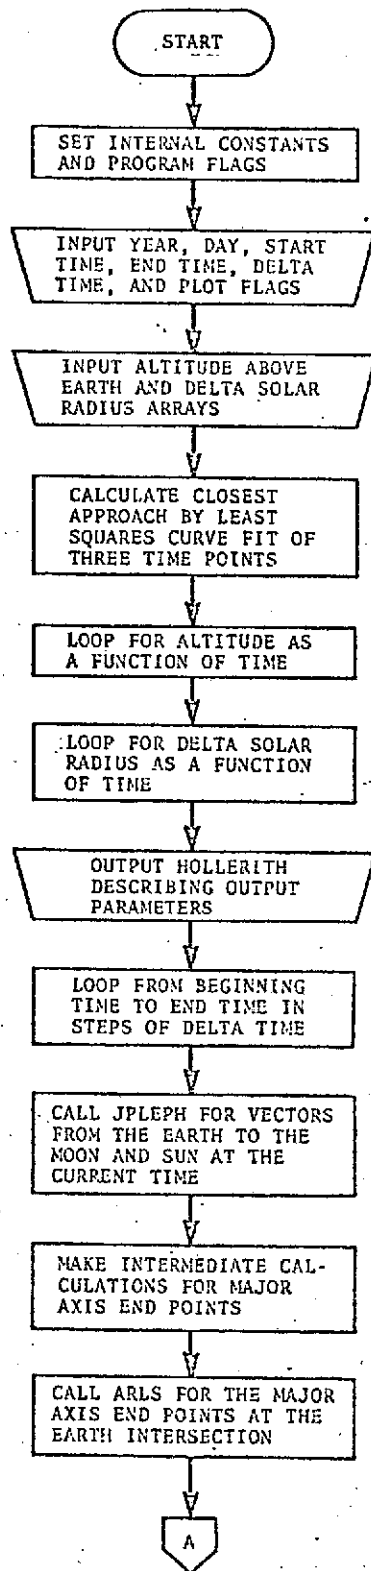 START
SET INTERNAL CONSTANTS
AND PROGRAM FLAGS
INPUT YEAR, DAY, START
TIME, END TIME, DELTA
TIME, AND PLOT FLAGS
INPUT ALTITUDE ABOVE
EARTH AND DELTA SOLAR
RADIUS ARRAYS
CALCULATE CLOSEST
APPROACH BY LEAST
SQUARES CURVE FIT OF
THREE TIME POINTS
LOOP FOR ALTITUDE AS
A FUNCTION OF TIME
LOOP FOR DELTA SOLAR
RADIUS AS A FUNCTION
OF TIME
OUTPUT HOLLERITH
DESCRIBING OUTPUT
PARAMETERS
LOOP FROM BEGINNING
TIME TO END TIME IN
STEPS OF DELTA TIME
CALL JPLEPH FOR VECTORS
FROM THE EARTH TO THE
MOON AND SUN AT THE
CURRENT TIME
MAKE INTERMEDIATE CAL-
CULATIONS FOR MAJOR
AXIS END POINTS
CALL ARLS FOR THE MAJOR
AXIS END POINTS AT THE
EARTH INTERSECTION
A